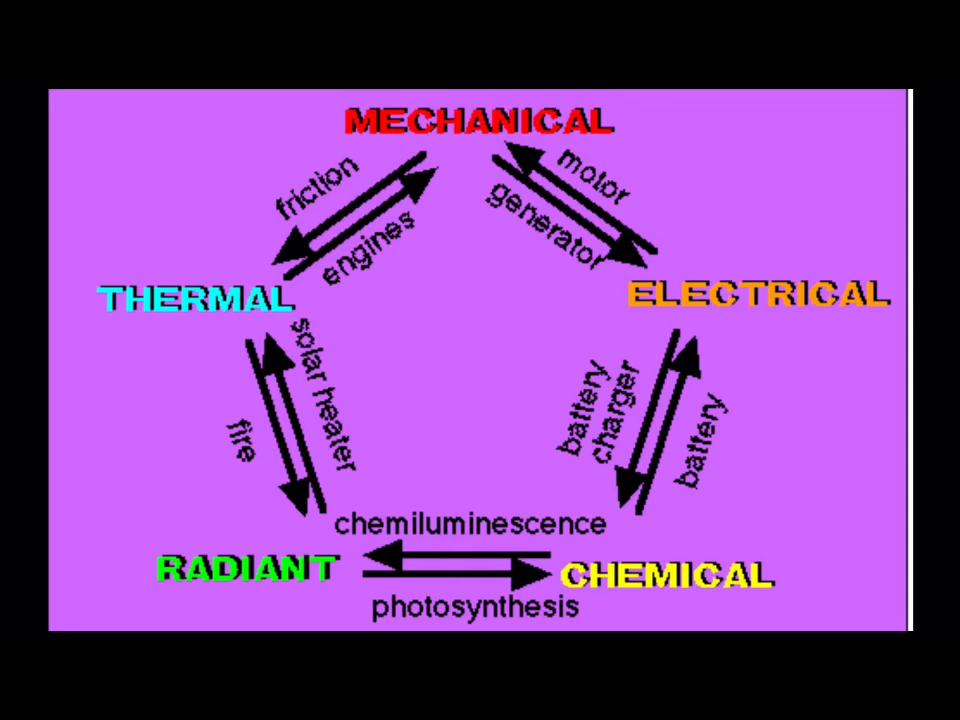 MECHANICAL
friction
motor
engines
generator
THERMAL
ELECTRICAL
solar heater
battery
charger
fire
battery
chemiluminescence
RADIANT
CHEMICAL
photosynthesis